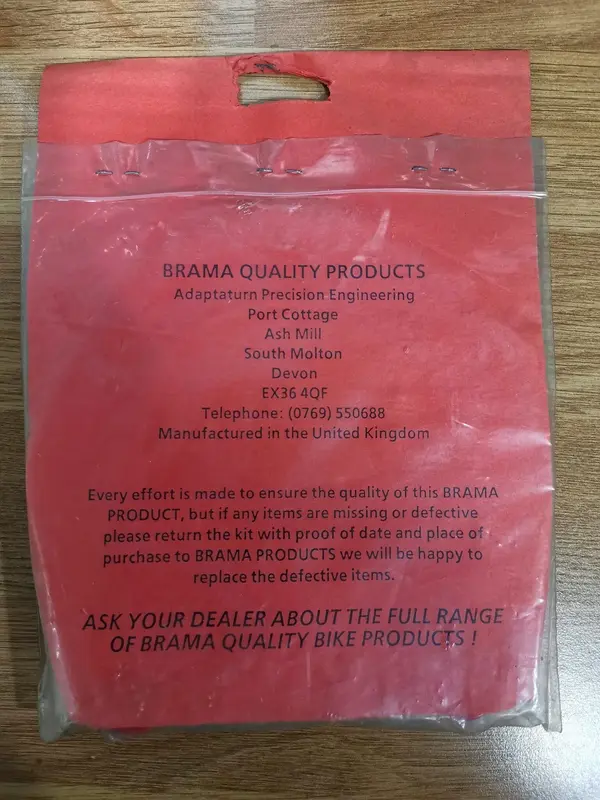 BRAMA QUALITY PRODUCTS
Adaptaturn Precision Engineering
Port Cottage
Ash Mill
South Molton
Devon
EX36 4QF
Telephone: (0769) 550688
Manufactured in the United Kingdom
Every effort is made to ensure the quality of this BRAMA
PRODUCT, but if any items are missing or defective
please return the kit with proof of date and place of
purchase to BRAMA PRODUCTS we will be happy to
replace the defective items.
ASK YOUR DEALER ABOUT THE FULL RANGE
OF BRAMA QUALITY BIKE PRODUCTS !